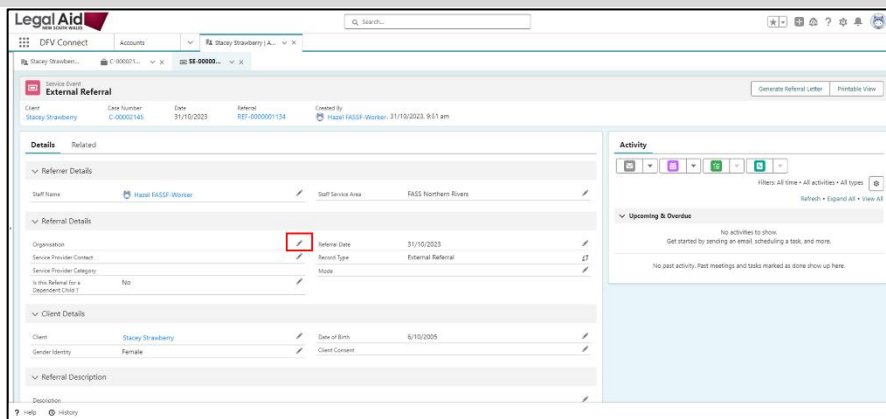 Legal Aid
NEW SOUTH WALES
Search...
DFV Connect
Accounts
Stacey Strawberry | A...
Stacey Strawberr...
C-000021...
SE-00000...
Service Event
External Referral
Generate Referral Letter
Printable View
Client
Case Number
Date
Referral
Created By
Stacey Strawberry
C-00002145
31/10/2023
REF-0000001134
Hazel FASSF-Worker, 31/10/2023, 9:51 am
Details
Related
Referrer Details
Staff Name
Hazel FASSF-Worker
Staff Service Area
FASS Northern Rivers
Referral Details
Organisation
Referral Date
31/10/2023
Service Provider Contact
Record Type
External Referral
Service Provider Category
Mode
Is this Referral for a
Dependent Child ?
No
Client Details
Client
Stacey Strawberry
Date of Birth
6/10/2005
Gender Identity
Female
Client Consent
Referral Description
Description
Activity
Filters: All time • All activities • All types
Refresh • Expand All • View All
Upcoming & Overdue
No activities to show.
Get started by sending an email, scheduling a task, and more.
No past activity. Past meetings and tasks marked as done show up here.
? Help
History